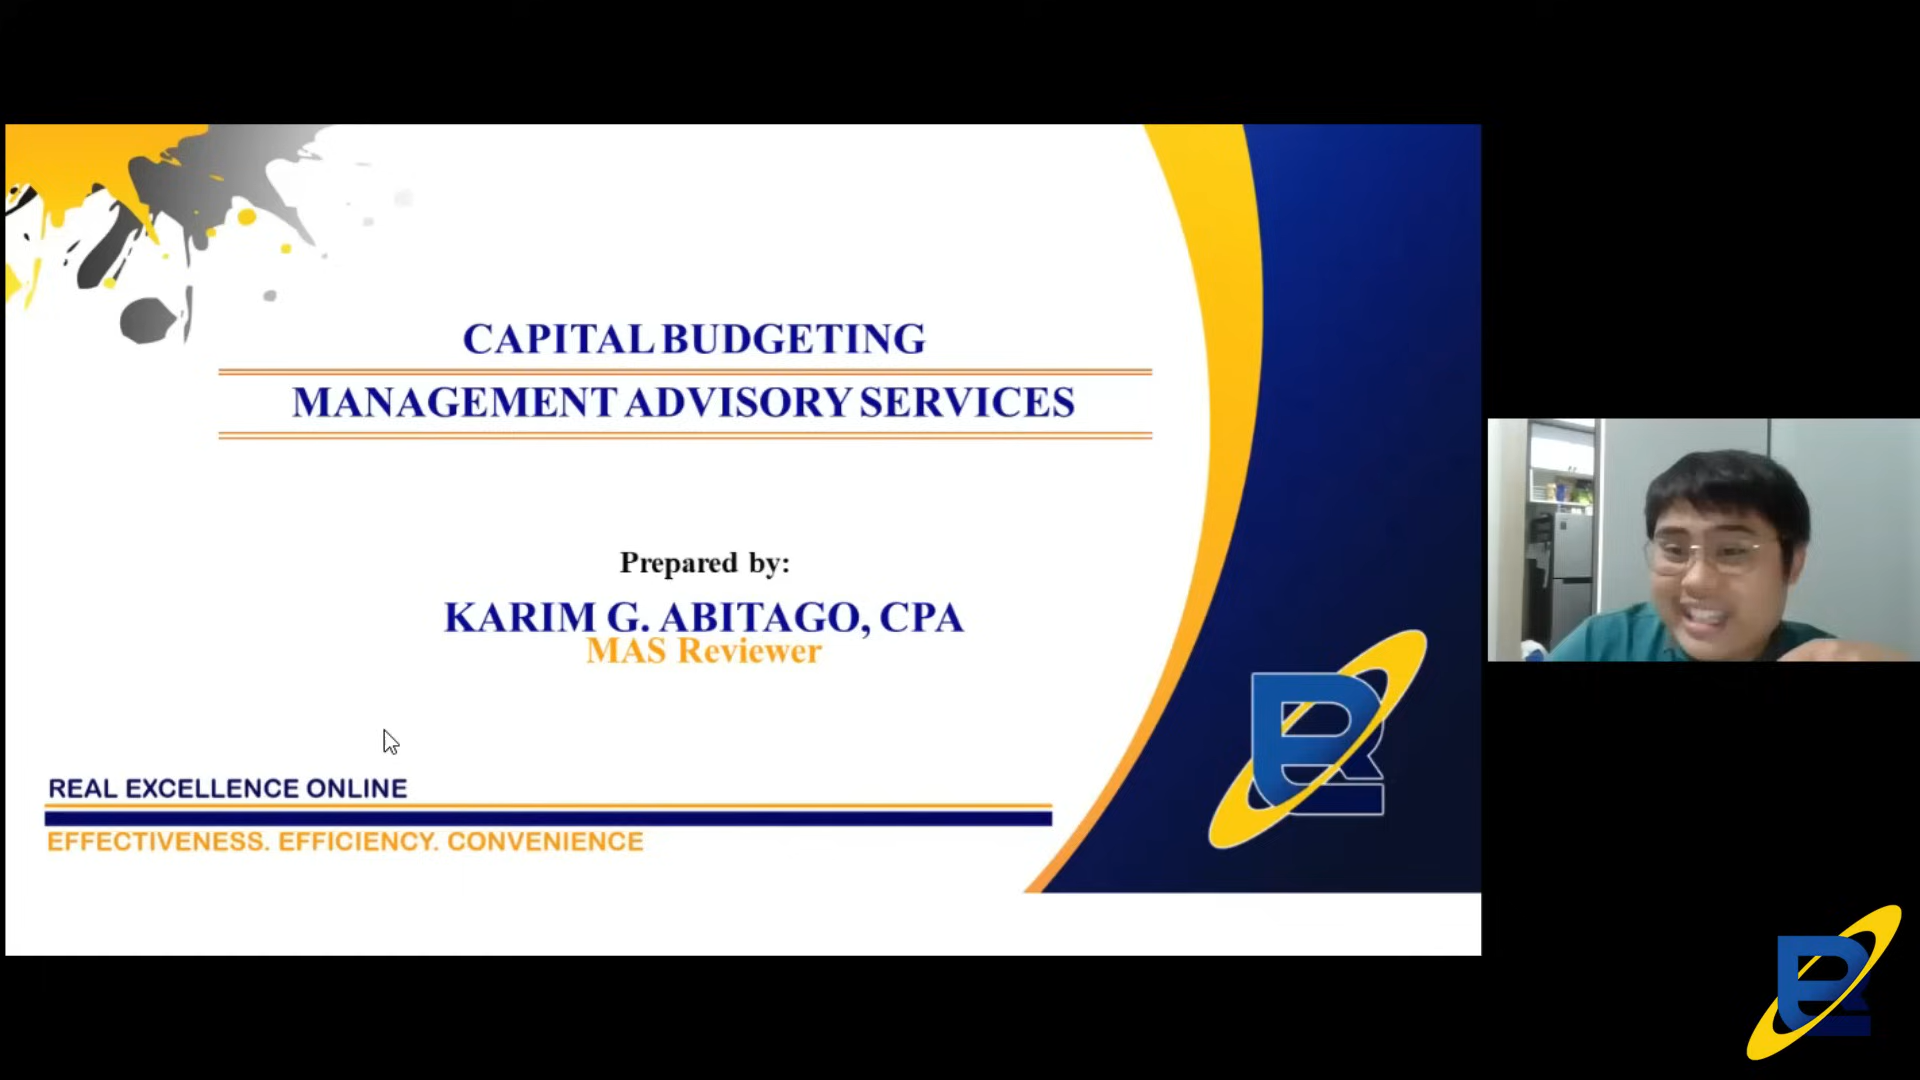 CAPITAL BUDGETING
MANAGEMENT ADVISORY SERVICES
Prepared by:
KARIM G. ABITAGO, CPA
MAS Reviewer
REAL EXCELLENCE ONLINE
EFFECTIVENESS. EFFICIENCY. CONVENIENCE